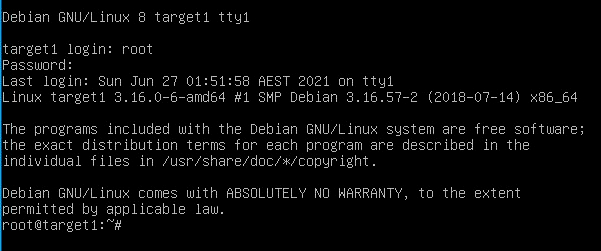 Debian GNU/Linux 8 target1 tty1
target1 login: root
Password:
Last login: Sun Jun 27 01:51:58 AEST 2021 on tty1
Linux target1 3.16.0-6-amd64 #1 SMP Debian 3.16.57-2 (2018-07-14) x86_64
The programs included with the Debian GNU/Linux system are free software;
the exact distribution terms for each program are described in the
individual files in /usr/share/doc/*/copyright.
Debian GNU/Linux comes with ABSOLUTELY NO WARRANTY, to the extent
permitted by applicable law.
root@target1:~#